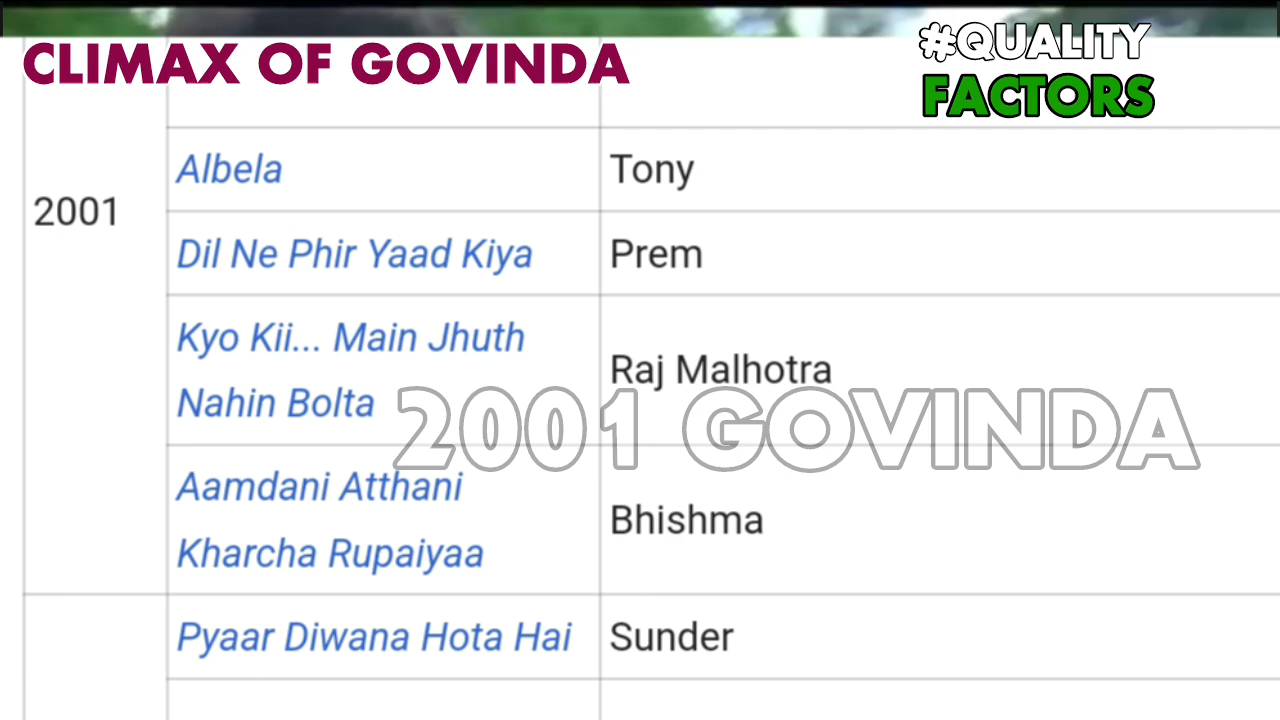 CLIMAX OF GOVINDA
#QUALITY
FACTORS
2001
Albela
Tony
Dil Ne Phir Yaad Kiya
Prem
Kyo Kii... Main Jhuth
Nahin Bolta
Raj Malhotra
2001 GOVINDA
Aamdani Atthani
Kharcha Rupaiyaa
Bhishma
Pyaar Diwana Hota Hai
Sunder